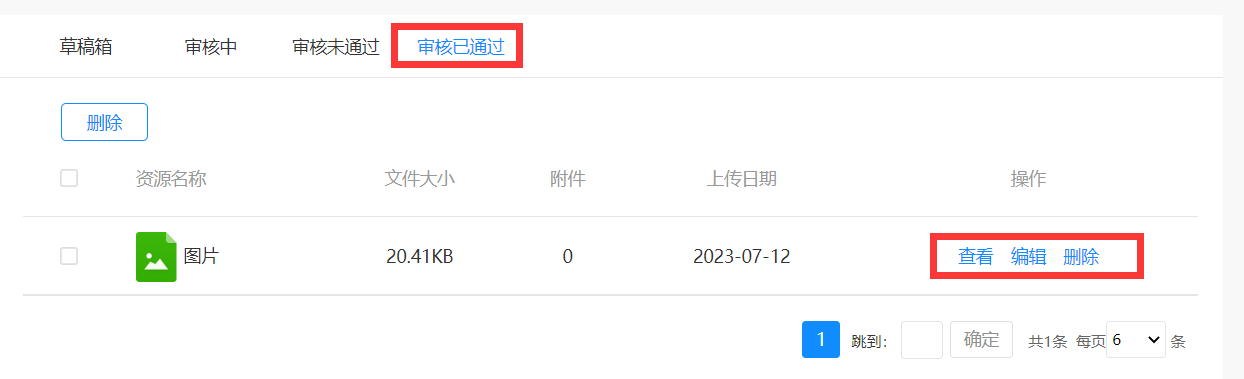 草稿箱 审核中 审核未通过 审核已通过
删除
资源名称 文件大小 附件 上传日期 操作
图片 20.41KB 0 2023-07-12 查看 编辑 删除
1 跳到: 确定 共1条 每页 6 条